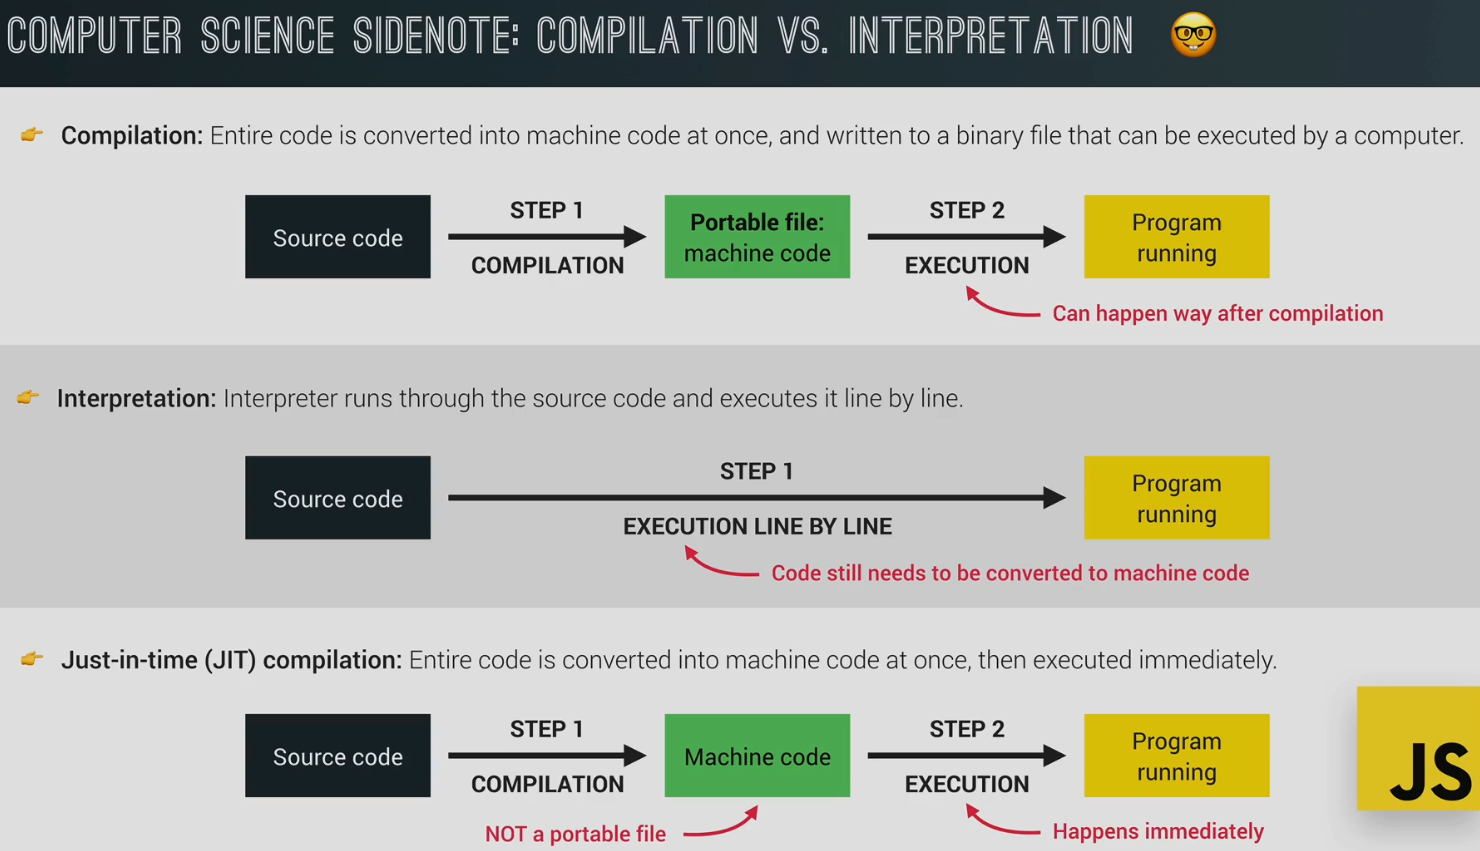 COMPUTER SCIENCE SIDENOTE: COMPILATION VS. INTERPRETATION 🤓
👉 Compilation: Entire code is converted into machine code at once, and written to a binary file that can be executed by a computer.
Source code
STEP 1
COMPILATION
Portable file:
machine code
STEP 2
EXECUTION
Program
running
Can happen way after compilation
👉 Interpretation: Interpreter runs through the source code and executes it line by line.
Source code
STEP 1
EXECUTION LINE BY LINE
Program
running
Code still needs to be converted to machine code
👉 Just-in-time (JIT) compilation: Entire code is converted into machine code at once, then executed immediately.
Source code
STEP 1
COMPILATION
Machine code
STEP 2
EXECUTION
Program
running
NOT a portable file
Happens immediately
JS